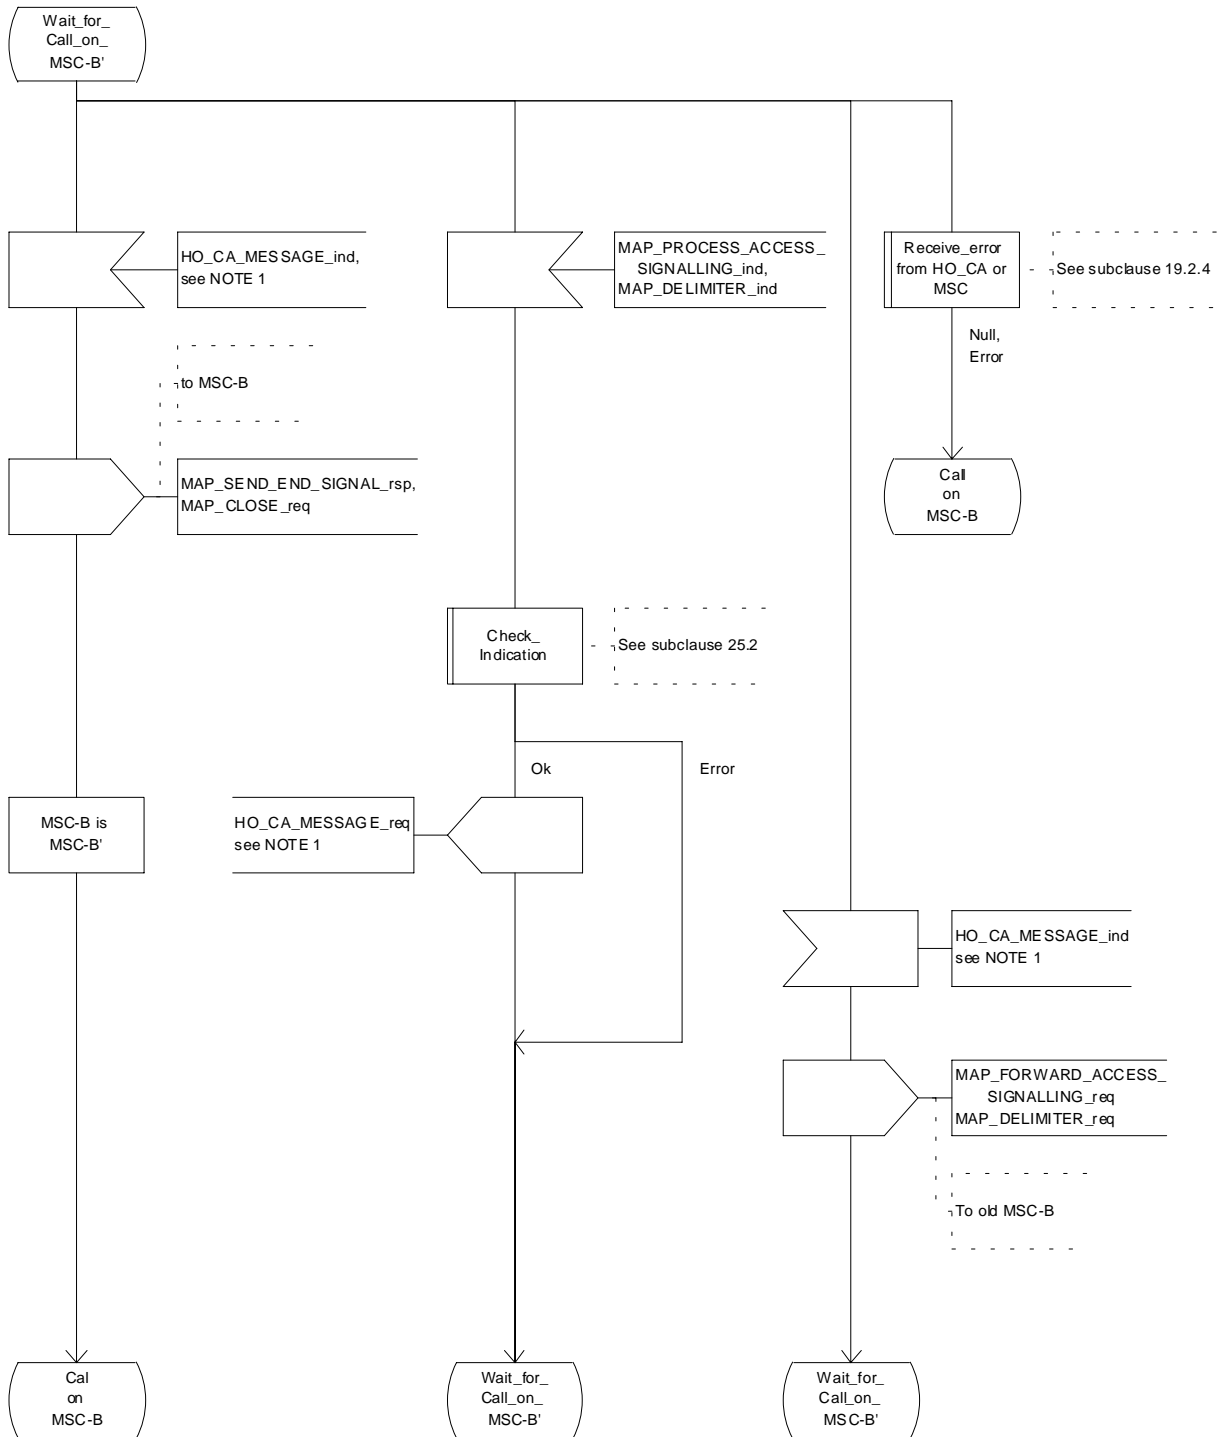 Wait_for_
Call_on_
MSC-B'
HO_CA_MESSAGE_ind,
see NOTE 1
MAP_PROCESS_ACCESS_
SIGNALLING_ind,
MAP_DELIMITER_ind
Receive_error
from HO_CA or
MSC
See subclause 19.2.4
Null,
Error
to MSC-B
MAP_SEND_END_SIGNAL_rsp,
MAP_CLOSE_req
Call
on
MSC-B
Check_
Indication
See subclause 25.2
Ok
Error
MSC-B is
MSC-B'
HO_CA_MESSAGE_req
see NOTE 1
HO_CA_MESSAGE_ind
see NOTE 1
MAP_FORWARD_ACCESS_
SIGNALLING_req
MAP_DELIMITER_req
To old MSC-B
Cal
on
MSC-B
Wait_for_
Call_on_
MSC-B'
Wait_for_
Call_on_
MSC-B'